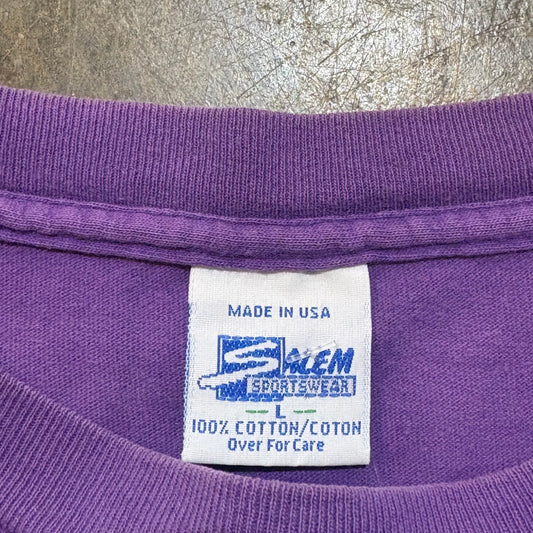 MADE IN USA
SALEM
SPORTSWEAR
L
100% COTTON/COTON
Over For Care